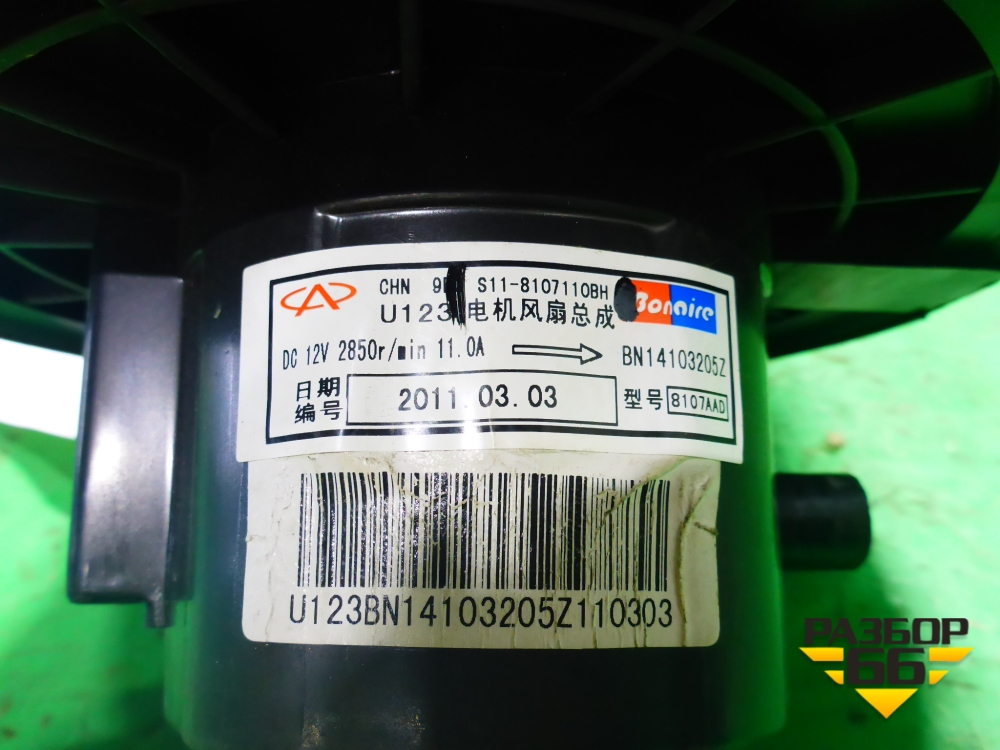 CHN S11-8107110BH
U123 电机风扇总成 Bonaire
DC 12V 2850r/min 11.0A BN14103205Z
日期编号 2011.03.03 型号 8107AAD
U123BN14103205Z110303
РАЗБОР
66